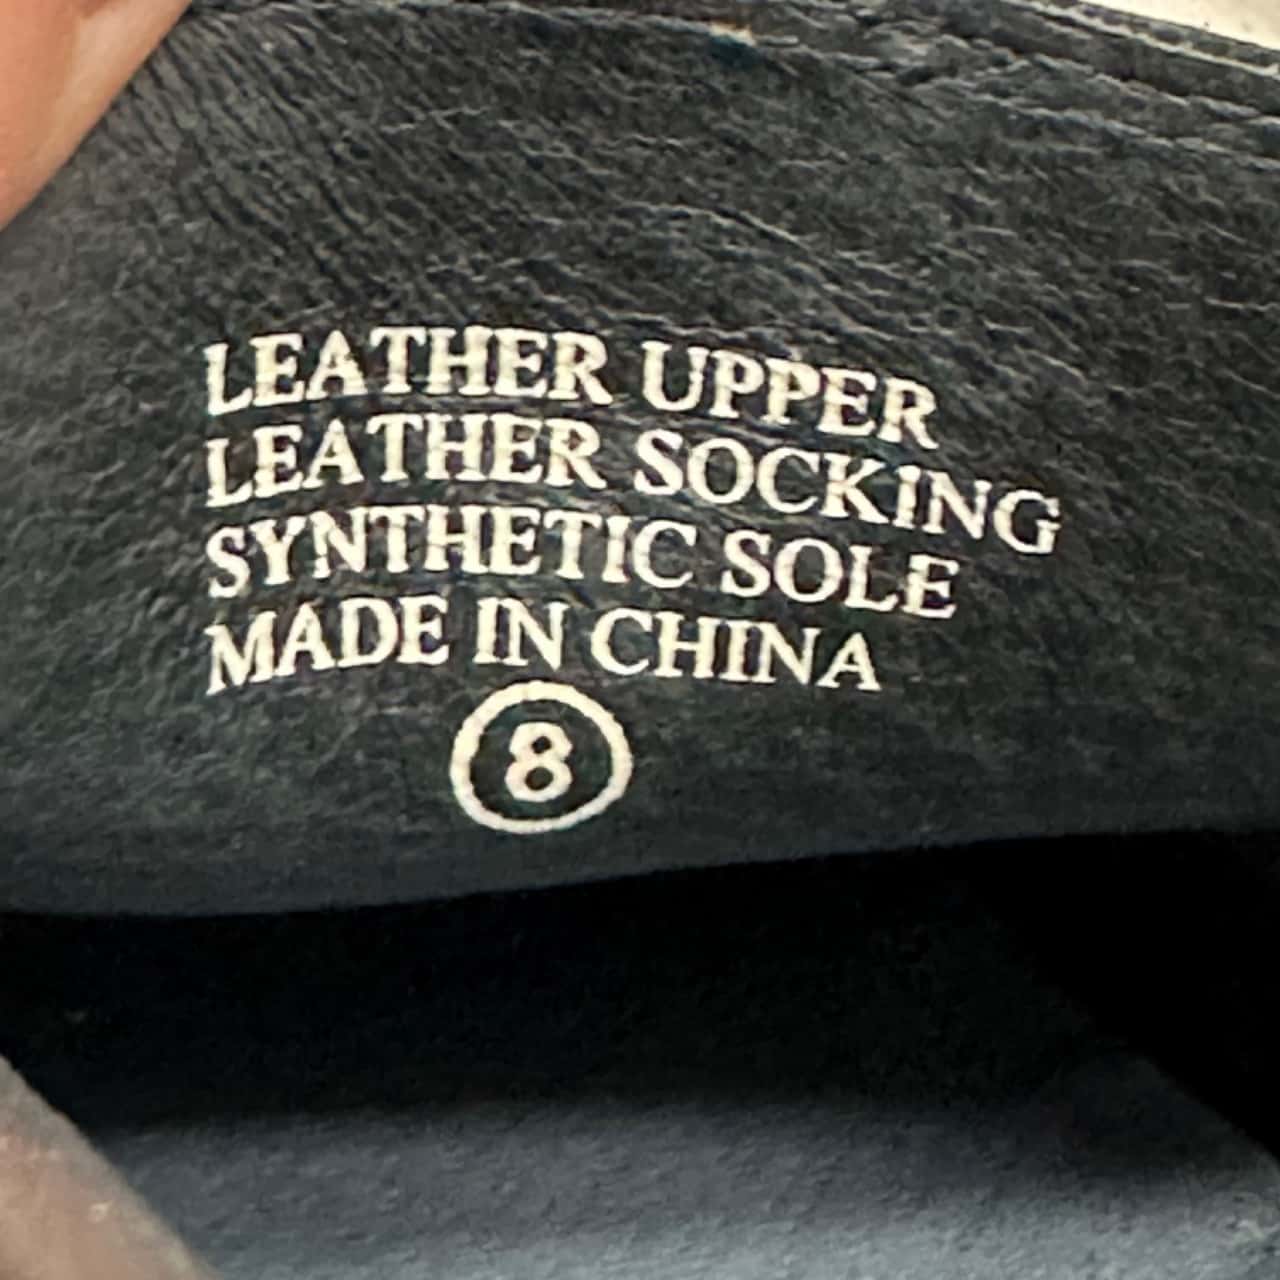 LEATHER UPPER
LEATHER SOCKING
SYNTHETIC SOLE
MADE IN CHINA
8